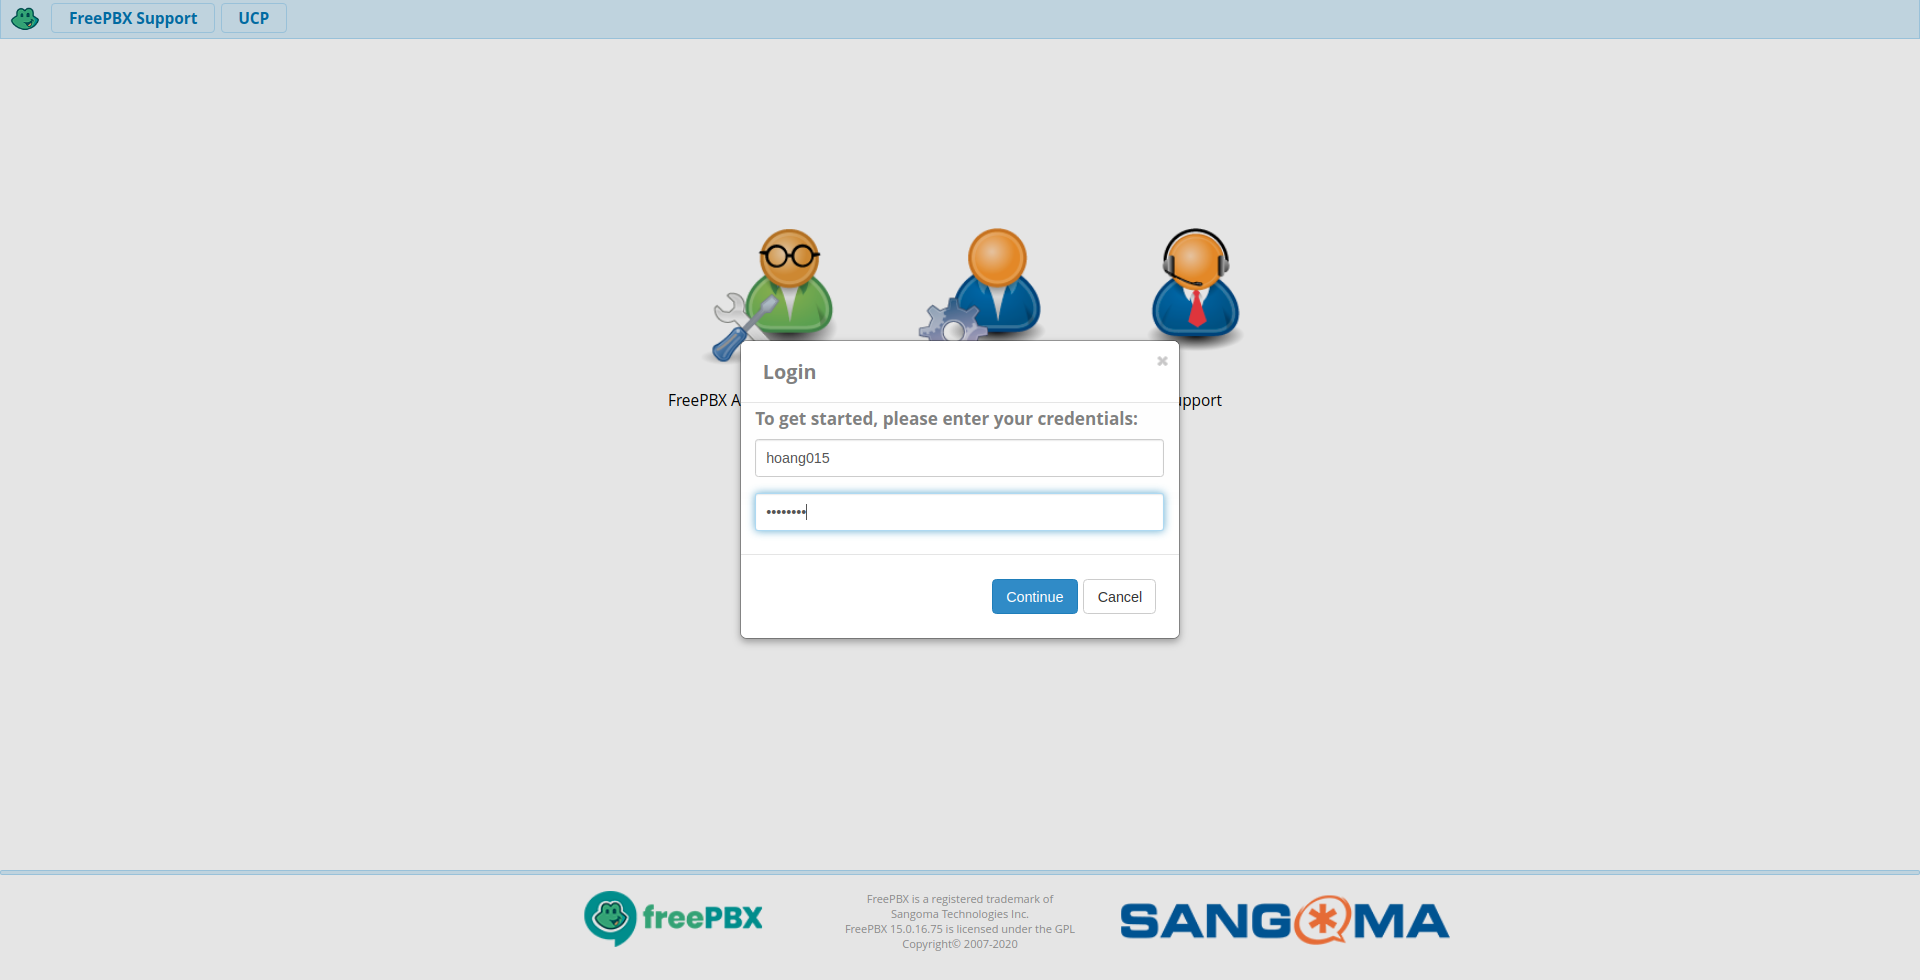 FreePBX Support
UCP
Login
✖
FreePBX A
upport
To get started, please enter your credentials:
hoang015
••••••••
Continue
Cancel
freePBX
FreePBX is a registered trademark of
Sangoma Technologies Inc.
FreePBX 15.0.16.75 is licensed under the GPL
Copyright© 2007-2020
SANGOMA